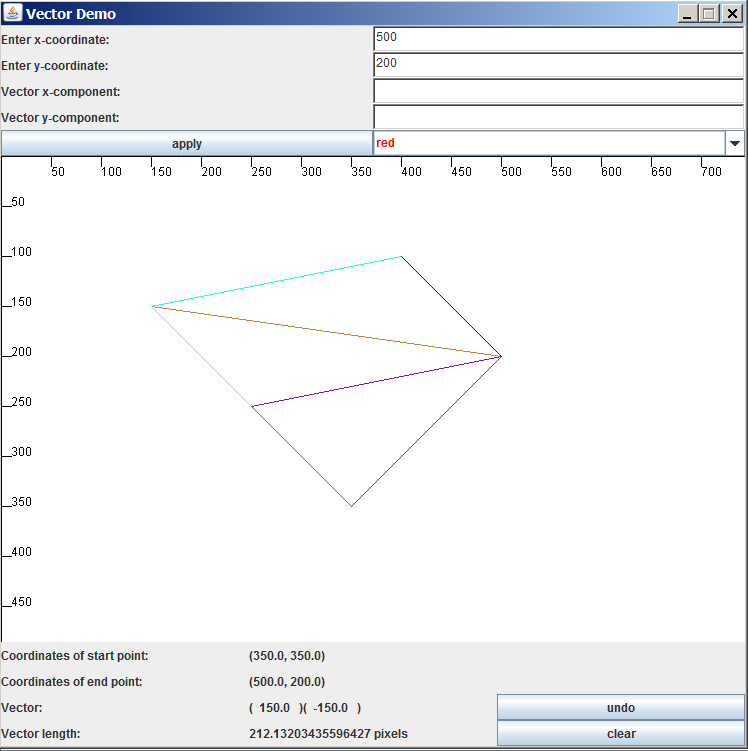 Vector Demo
Enter x-coordinate: 500
Enter y-coordinate: 200
Vector x-component:
Vector y-component:
apply red
50 100 150 200 250 300 350 400 450 500 550 600 650 700
50
100
150
200
250
300
350
400
450
Coordinates of start point: (350.0, 350.0)
Coordinates of end point: (500.0, 200.0)
Vector: ( 150.0 )( -150.0 ) undo
Vector length: 212.13203435596427 pixels clear